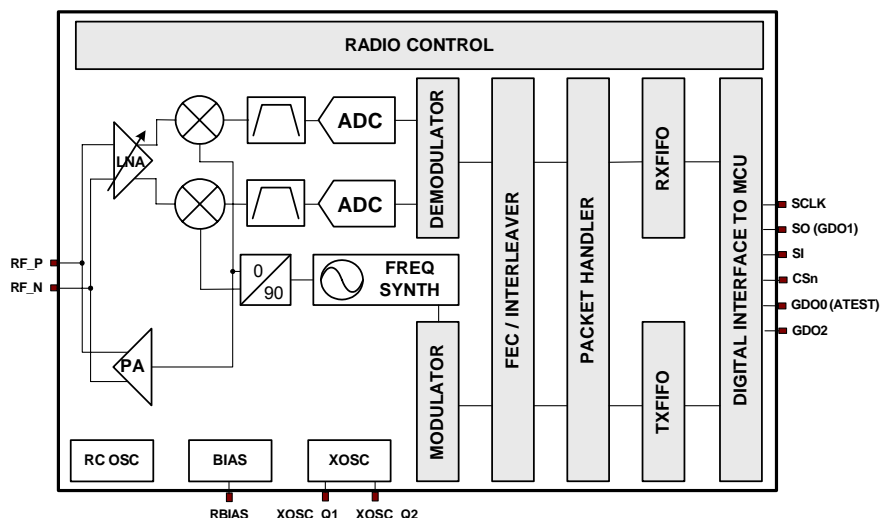 RADIO CONTROL
LNA
ADC
ADC
DEMODULATOR
FEC / INTERLEAVER
PACKET HANDLER
RXFIFO
DIGITAL INTERFACE TO MCU
SCLK
SO (GDO1)
SI
CSn
GDO0 (ATEST)
GDO2
RF_P
RF_N
0
90
FREQ
SYNTH
PA
MODULATOR
TXFIFO
RC OSC
BIAS
XOSC
RBIAS
XOSC_Q1
XOSC_Q2